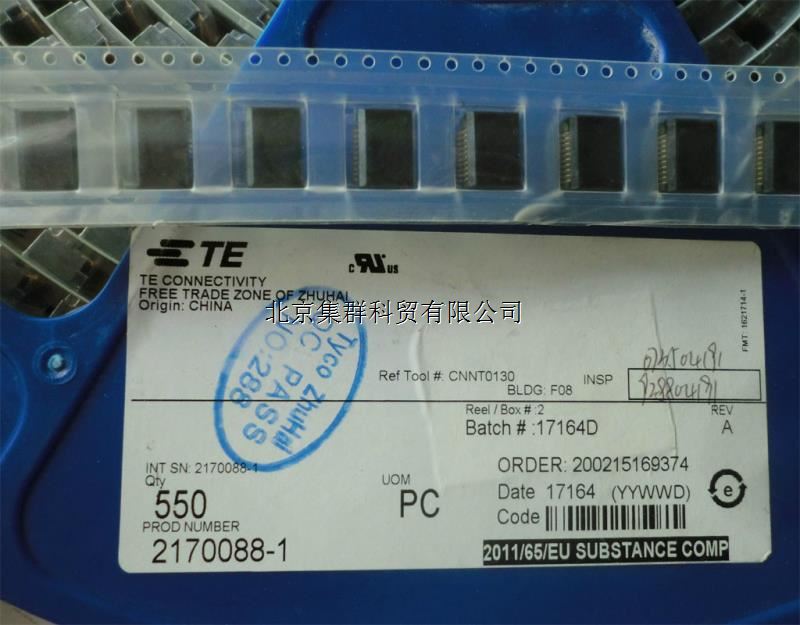 TE
TE CONNECTIVITY
FREE TRADE ZONE OF ZHUHAI
Origin: CHINA
c RU US
北京集群科贸有限公司
FMT: 1621714-1
Tyco ZhuHai
QC PASS
NO:288
Ref Tool #: CNNT0130
BLDG: F08
INSP
Reel / Box #:2
REV
Batch #:17164D
A
INT SN: 2170088-1
Qty
550
UOM
PC
ORDER: 200215169374
Date 17164 (YYWWD)
e
Code
PROD NUMBER
2170088-1
2011/65/EU SUBSTANCE COMP